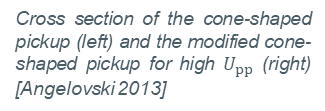 Cross section of the cone-shaped
pickup (left) and the modified cone-
shaped pickup for high Upp (right)
[Angelovski 2013]